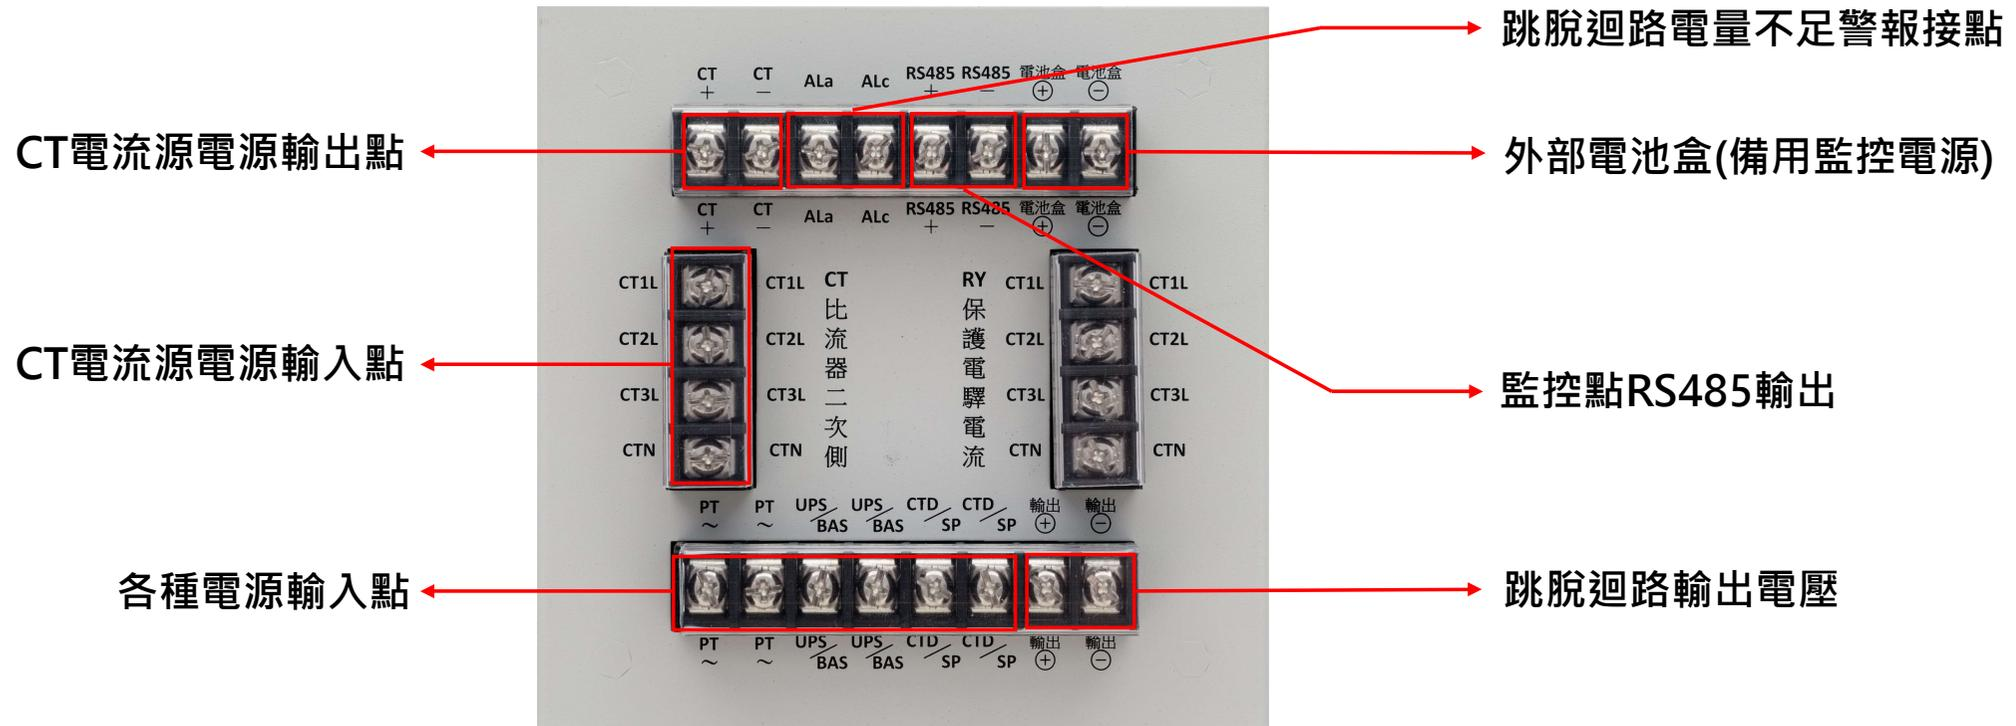 跳脫迴路電量不足警報接點
CT CT ALa ALc RS485 RS485 電池盒 電池盒
+ − + − ⊕ ⊖
CT電流源電源輸出點
外部電池盒(備用監控電源)
CT CT ALa ALc RS485 RS485 電池盒 電池盒
+ − + − ⊕ ⊖
CT1L CT1L CT RY CT1L CT1L
比 保
CT2L CT2L 流 護 CT2L CT2L
CT電流源電源輸入點
器 電
CT3L CT3L 二 驛 CT3L CT3L
監控點RS485輸出
次 電
CTN CTN 側 流 CTN CTN
PT PT UPS/BAS UPS/BAS CTD/SP CTD/SP 輸出 輸出
~ ~ ⊕ ⊖
各種電源輸入點
跳脫迴路輸出電壓
PT PT UPS/BAS UPS/BAS CTD/SP CTD/SP 輸出 輸出
~ ~ ⊕ ⊖